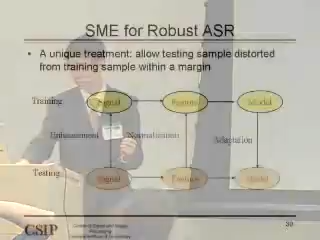 SME for Robust ASR
• A unique treatment: allow testing sample distorted
from training sample within a margin
Training
Signal
Feature
Model
Enhancement
Normalization
Adaptation
Testing
Signal
Feature
Model
CSIP
30